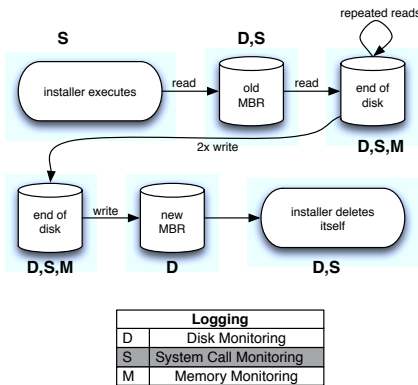 repeated reads
S
D,S
installer executes
read
old
MBR
read
end of
disk
2x write
D,S,M
end of
disk
write
new
MBR
installer deletes
itself
D,S,M
D
D,S
Logging
D Disk Monitoring
S System Call Monitoring
M Memory Monitoring